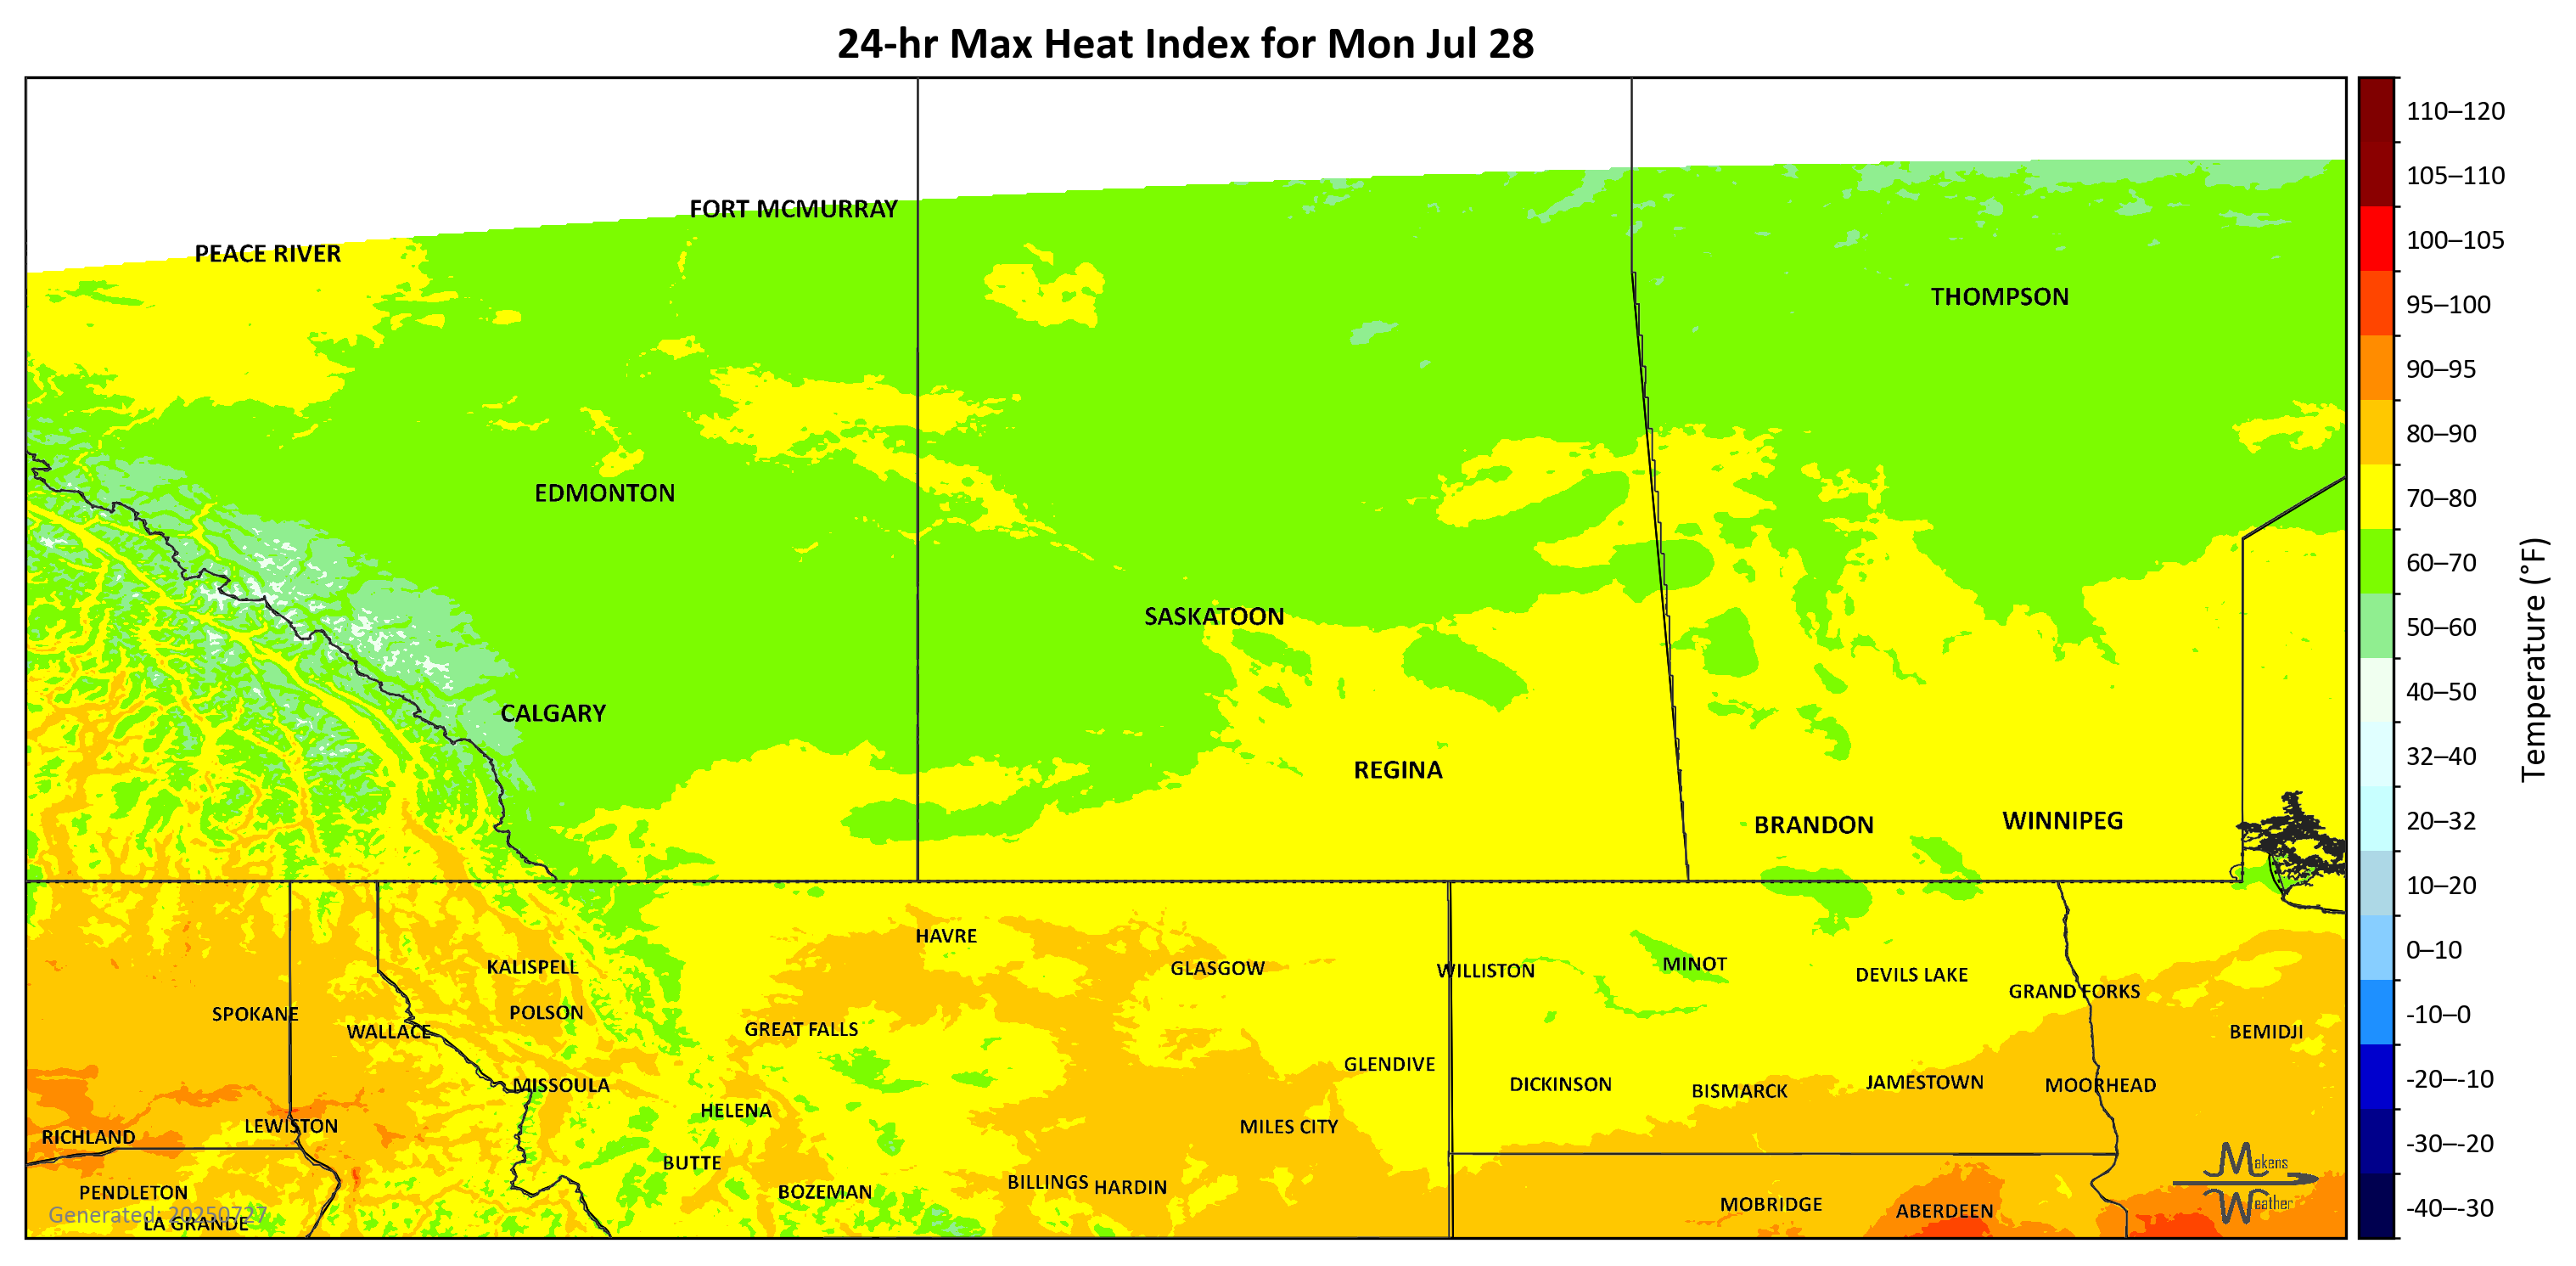 24-hr Max Heat Index for Mon Jul 28
110–120
105–110
FORT MCMURRAY
100–105
PEACE RIVER
THOMPSON
95–100
90–95
80–90
EDMONTON
70–80
60–70
SASKATOON
50–60
Temperature (°F)
CALGARY
40–50
REGINA
32–40
BRANDON
WINNIPEG
20–32
10–20
HAVRE
0–10
KALISPELL
GLASGOW
WILLISTON
MINOT
DEVILS LAKE
GRAND FORKS
SPOKANE
POLSON
-10–0
WALLACE
GREAT FALLS
BEMIDJI
GLENDIVE
MISSOULA
DICKINSON
BISMARCK
JAMESTOWN
MOORHEAD
-20–-10
HELENA
LEWISTON
MILES CITY
RICHLAND
-30–-20
BUTTE
Makens
Weather
PENDLETON
BOZEMAN
BILLINGS
HARDIN
MOBRIDGE
ABERDEEN
-40–-30
Generated: 20250727
LA GRANDE